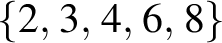 {2, 3, 4, 6, 8}